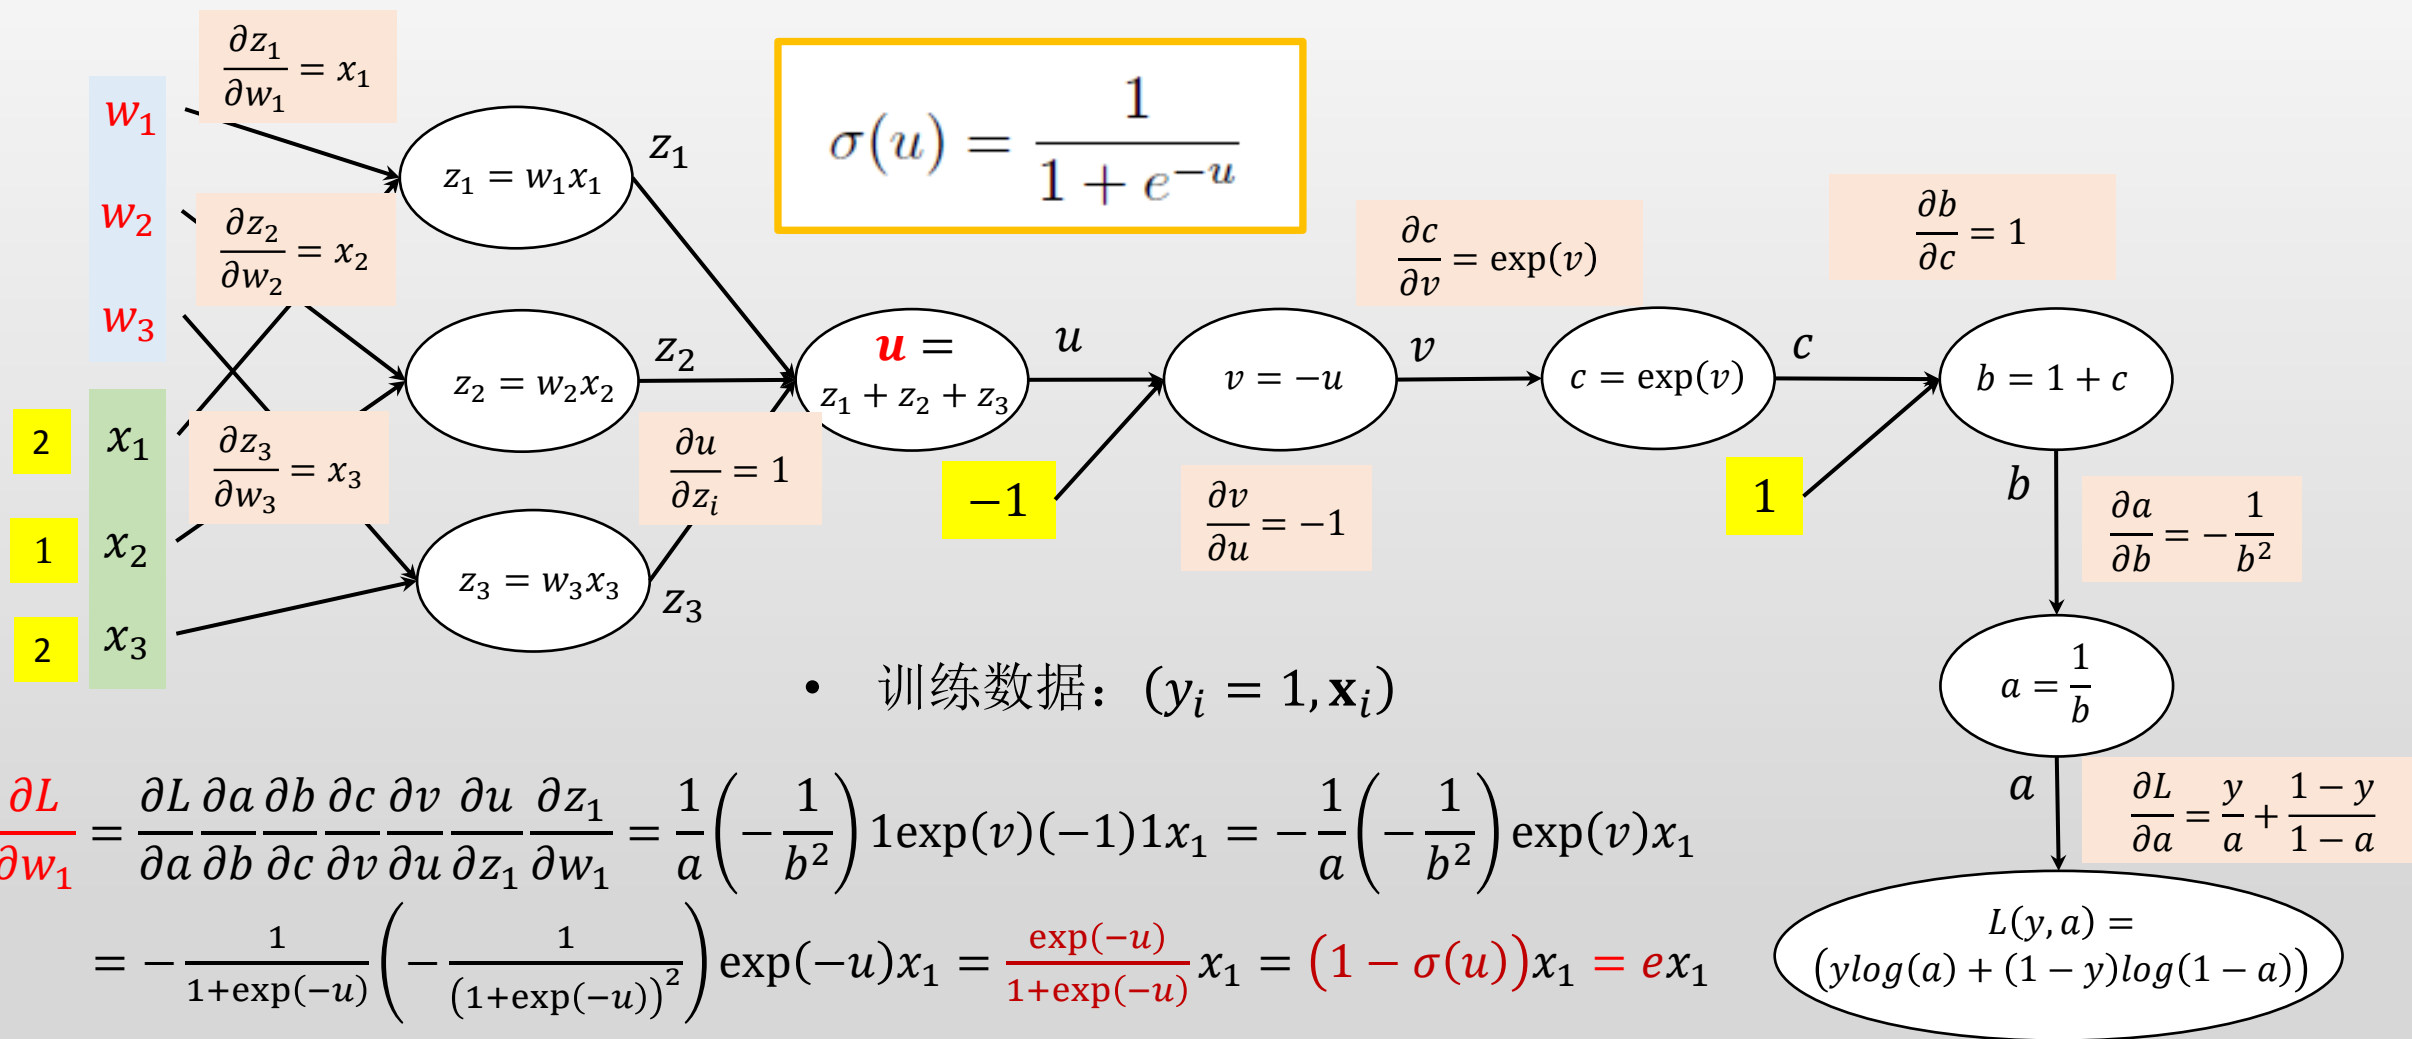 ∂z₁/∂w₁ = x₁
σ(u) = 1/(1 + e⁻ᵘ)
w₁
z₁ = w₁x₁
z₁
w₂
∂z₂/∂w₂ = x₂
∂c/∂v = exp(v)
∂b/∂c = 1
w₃
z₂ = w₂x₂
z₂
u =
z₁ + z₂ + z₃
u
v = −u
v
c = exp(v)
c
b = 1 + c
2
x₁
∂z₃/∂w₃ = x₃
∂u/∂zᵢ = 1
−1
∂v/∂u = −1
1
b
∂a/∂b = −1/b²
1
x₂
z₃ = w₃x₃
z₃
2
x₃
• 训练数据：(yᵢ = 1, 𝐱ᵢ)
a = 1/b
a
∂L/∂a = y/a + (1 − y)/(1 − a)
∂L/∂w₁ = ∂L/∂a ∂a/∂b ∂b/∂c ∂c/∂v ∂v/∂u ∂u/∂z₁ ∂z₁/∂w₁ = 1/a (−1/b²) 1exp(v)(−1)1x₁ = −1/a (−1/b²) exp(v)x₁
= −1/(1+exp(−u)) (−1/(1+exp(−u))²) exp(−u)x₁ = exp(−u)/(1+exp(−u)) x₁ = (1 − σ(u))x₁ = ex₁
L(y, a) =
(ylog(a) + (1 − y)log(1 − a))